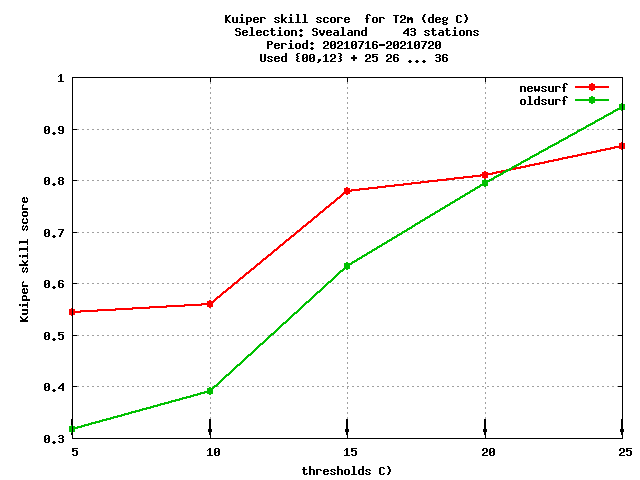 Kuiper skill score for T2m (deg C)
Selection: Svealand 43 stations
Period: 20210716-20210720
Used {00,12} + 25 26 ... 36
newsurf
oldsurf
Kuiper skill score
1
0.9
0.8
0.7
0.6
0.5
0.4
0.3
5 10 15 20 25
thresholds C)